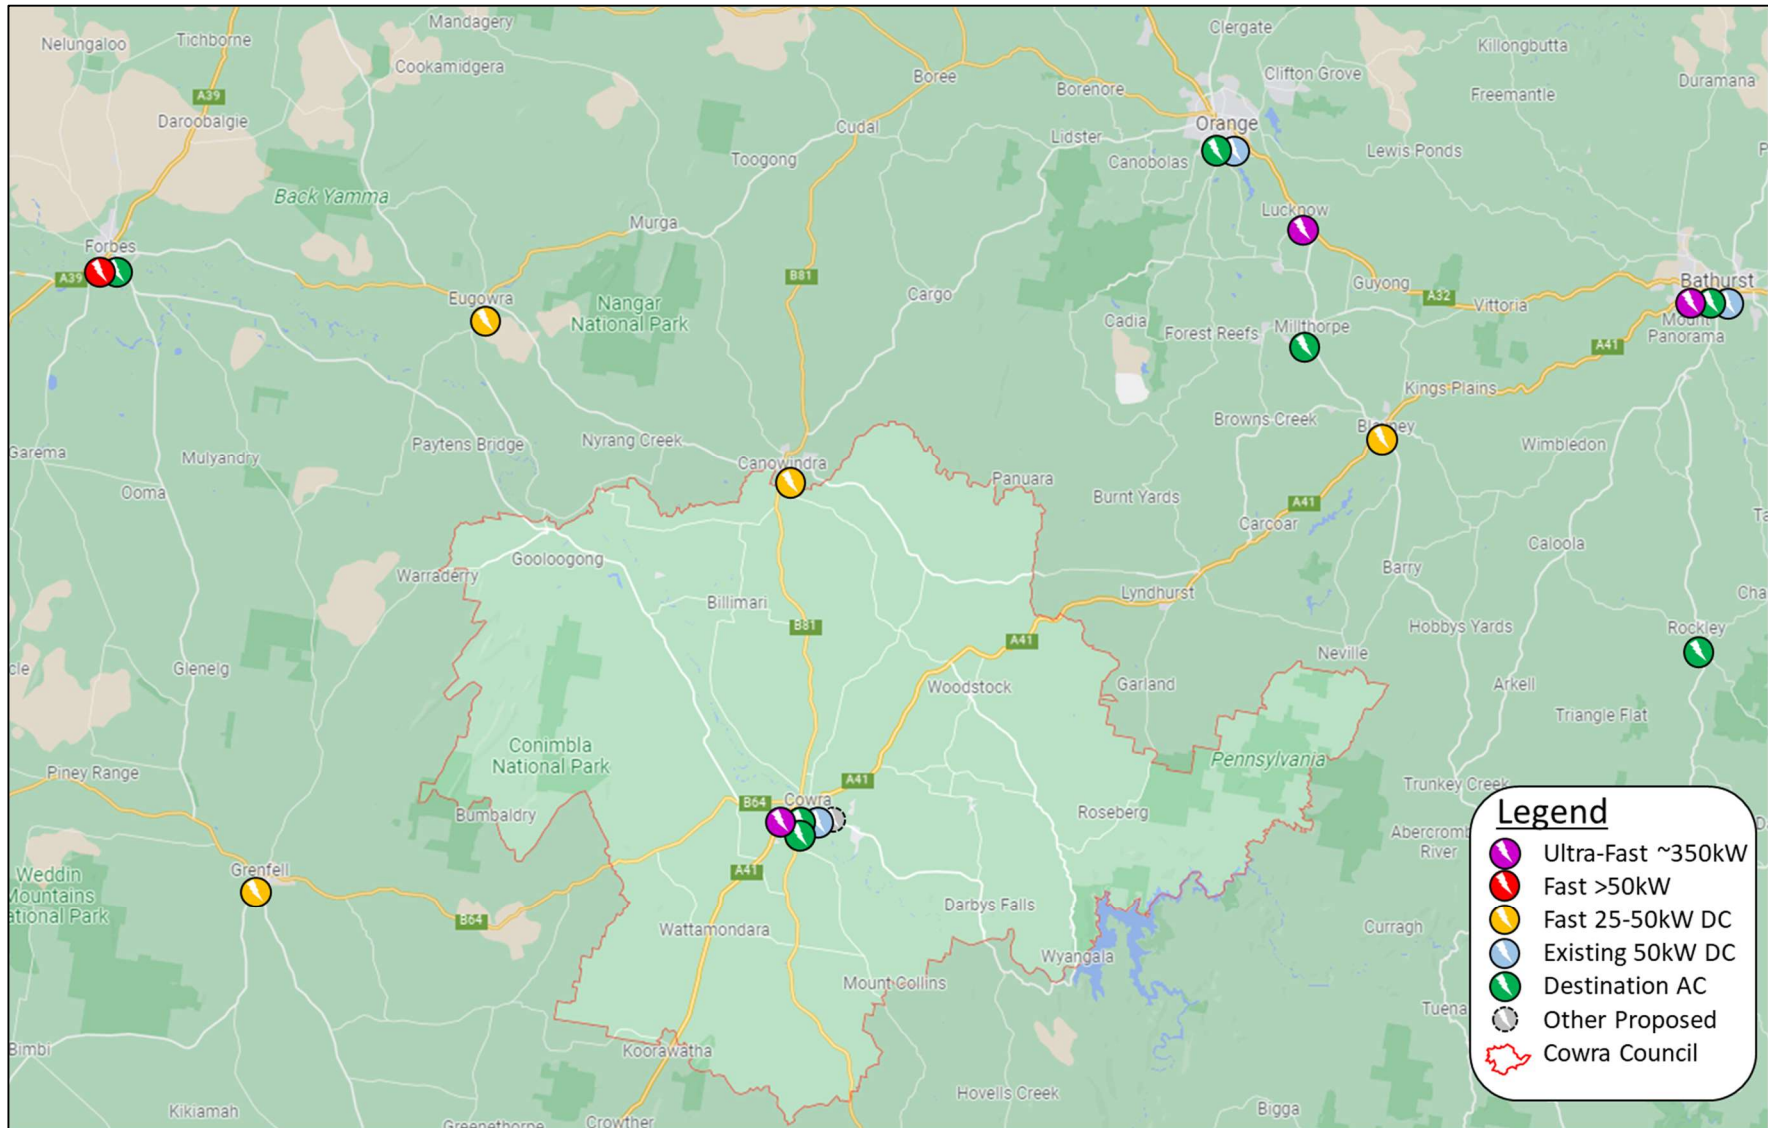 Nelungaloo
Tichborne
Mandagery
Cookamidgera
A39
Daroobalgie
Back Yamma
Boree
Cudal
Toogong
Murga
Borenore
Lidster
Clergate
Clifton Grove
Orange
Canobolas
Killongbutta
Freemantle
Duramana
Lewis Ponds
Lucknow
Forbes
A39
Eugowra
Nangar
National Park
B81
Cargo
Cadia
Forest Reefs
Millthorpe
Guyong
A32
Vittoria
Bathurst
Mount
Panorama
A41
Kings Plains
Browns Creek
Blayney
Wimbledon
Garema
Mulyandry
Paytens Bridge
Nyrang Creek
Canowindra
Panuara
Burnt Yards
A41
Carcoar
Ooma
Gooloogong
Warraderry
Billimari
B81
A41
Lyndhurst
Barry
Caloola
Hobbys Yards
Rockley
Neville
Arkell
Triangle Flat
Glenelg
Woodstock
Garland
Conimbla
National Park
Pennsylvania
Trunkey Creek
Piney Range
Bumbaldry
B64
Cowra
A41
Roseberg
Weddin
Mountains
National Park
Grenfell
B64
A41
Wattamondara
Darbys Falls
Wyangala
Mount Collins
Curragh
Tuena
Bimbi
Koorawatha
Kikiamah
Greenethorpe
Crowther
Hovells Creek
Bigga
Abercromb
River
Legend
Ultra-Fast ~350kW
Fast >50kW
Fast 25-50kW DC
Existing 50kW DC
Destination AC
Other Proposed
Cowra Council